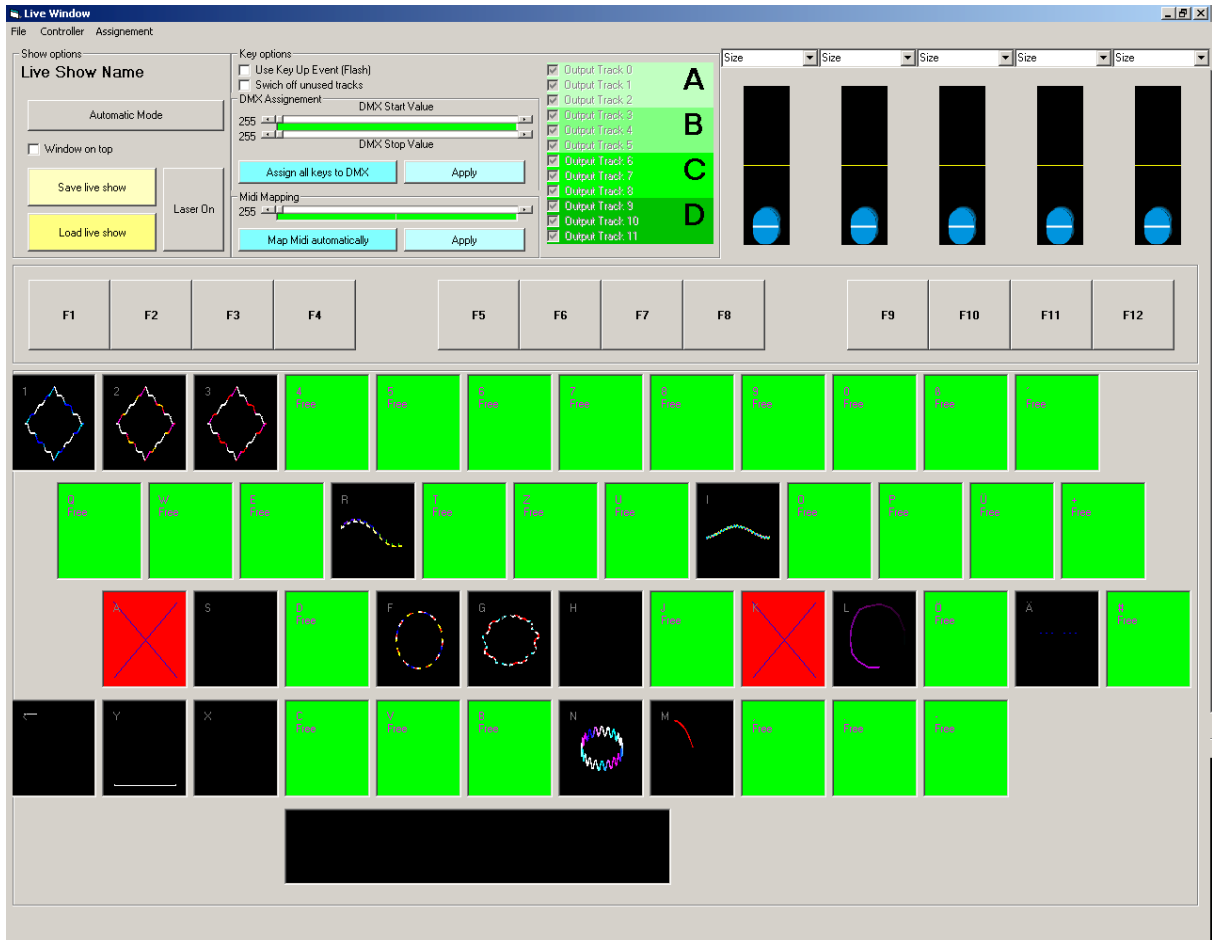 Live Window
File Controller Assignement
Show options
Live Show Name
Automatic Mode
Window on top
Save live show
Load live show
Laser On
Key options
Use Key Up Event (Flash)
Swich off unused tracks
DMX Assignement
DMX Start Value
255
255
DMX Stop Value
Assign all keys to DMX Apply
Midi Mapping
255
Map Midi automatically Apply
Output Track 0
Output Track 1
Output Track 2
A
Output Track 3
Output Track 4
Output Track 5
B
Output Track 6
Output Track 7
Output Track 8
C
Output Track 9
Output Track 10
Output Track 11
D
Size Size Size Size Size
F1 F2 F3 F4 F5 F6 F7 F8 F9 F10 F11 F12
1 2 3 4 5 6 7 8 9
Free Free Free Free Free Free Free Free Free
Q W E R T Z U I O P U +
Free Free Free Free Free Free Free Free Free Free
A S D F G H J K L Ä #
Free Free Free Free
Y X C V B N M
Free Free Free Free Free Free